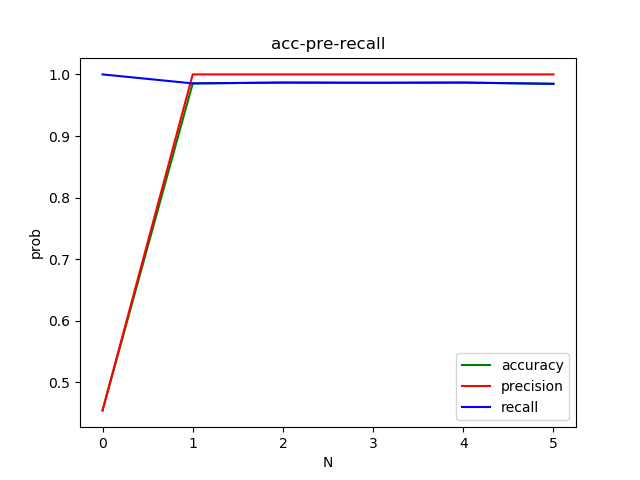 acc-pre-recall
1.0
0.9
0.8
0.7
0.6
0.5
prob
0 1 2 3 4 5
N
accuracy
precision
recall